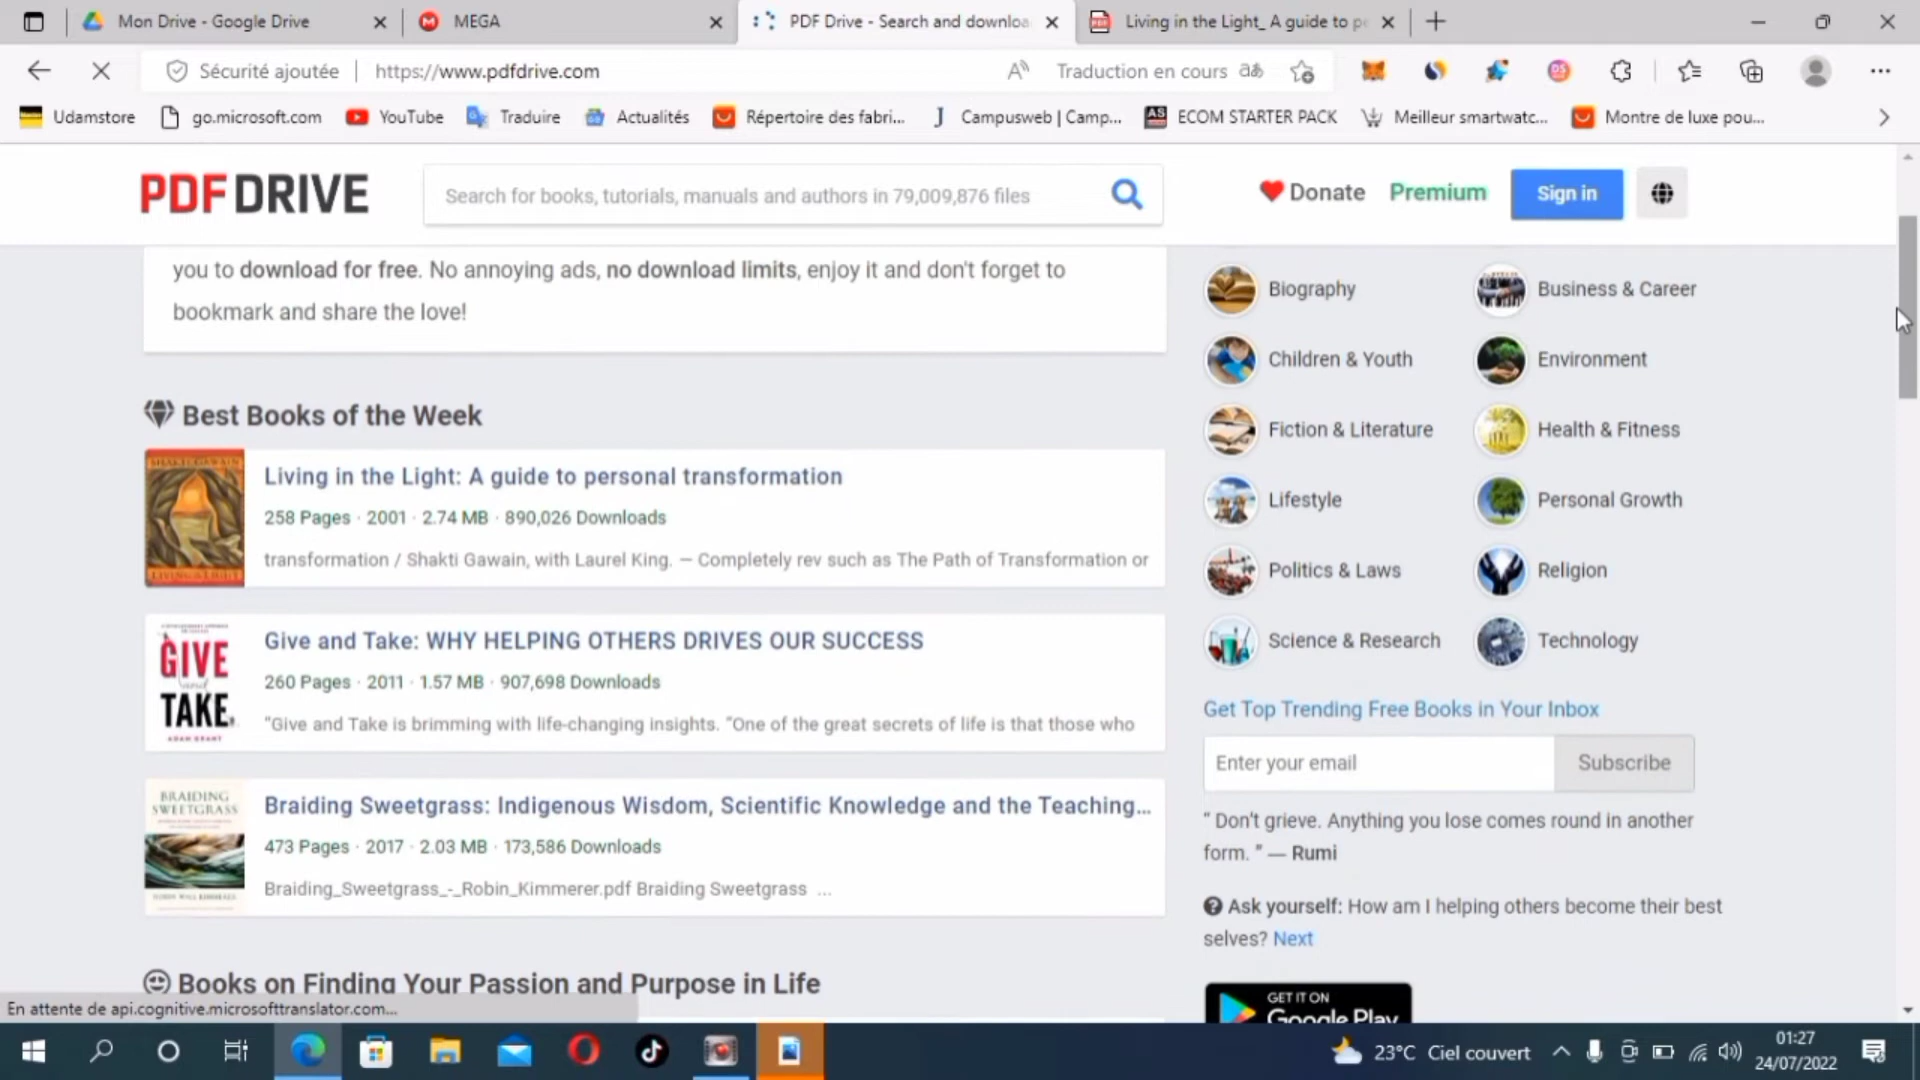 Mon Drive - Google Drive
MEGA
PDF Drive - Search and downloa
Living in the Light_ A guide to pe
Sécurité ajoutée
https://www.pdfdrive.com
Traduction en cours
Udamstore
go.microsoft.com
YouTube
Traduire
Actualités
Répertoire des fabri...
Campusweb | Camp...
ECOM STARTER PACK
Meilleur smartwatc...
Montre de luxe pou...
PDF DRIVE
Search for books, tutorials, manuals and authors in 79,009,876 files
Donate
Premium
Sign in
you to download for free. No annoying ads, no download limits, enjoy it and don't forget to
bookmark and share the love!
Best Books of the Week
SHAKTI GAWAIN
Living in the Light: A guide to personal transformation
258 Pages · 2001 · 2.74 MB · 890,026 Downloads
transformation / Shakti Gawain, with Laurel King. — Completely rev such as The Path of Transformation or
GIVE
and
TAKE
ADAM GRANT
Give and Take: WHY HELPING OTHERS DRIVES OUR SUCCESS
260 Pages · 2011 · 1.57 MB · 907,698 Downloads
"Give and Take is brimming with life-changing insights. "One of the great secrets of life is that those who
BRAIDING
SWEETGRASS
Braiding Sweetgrass: Indigenous Wisdom, Scientific Knowledge and the Teaching...
473 Pages · 2017 · 2.03 MB · 173,586 Downloads
Braiding_Sweetgrass_-_Robin_Kimmerer.pdf Braiding Sweetgrass ...
Books on Finding Your Passion and Purpose in Life
Biography
Business & Career
Children & Youth
Environment
Fiction & Literature
Health & Fitness
Lifestyle
Personal Growth
Politics & Laws
Religion
Science & Research
Technology
Get Top Trending Free Books in Your Inbox
Enter your email
Subscribe
“ Don't grieve. Anything you lose comes round in another
form. ” — Rumi
Ask yourself: How am I helping others become their best
selves? Next
GET IT ON
Google Play
En attente de api.cognitive.microsofttranslator.com...
23°C Ciel couvert
01:27
24/07/2022